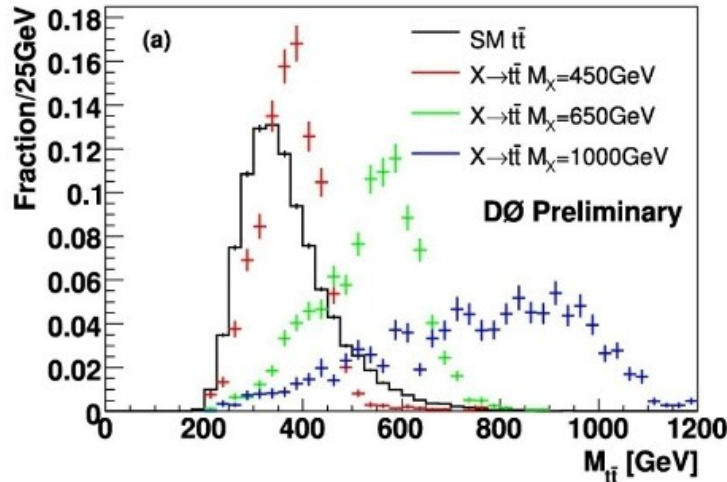 Fraction/25GeV
0.18
0.16
0.14
0.12
0.1
0.08
0.06
0.04
0.02
0
(a)
SM tt̄
X→tt̄ M_X=450GeV
X→tt̄ M_X=650GeV
X→tt̄ M_X=1000GeV
DØ Preliminary
0 200 400 600 800 1000 1200
M_tt̄ [GeV]